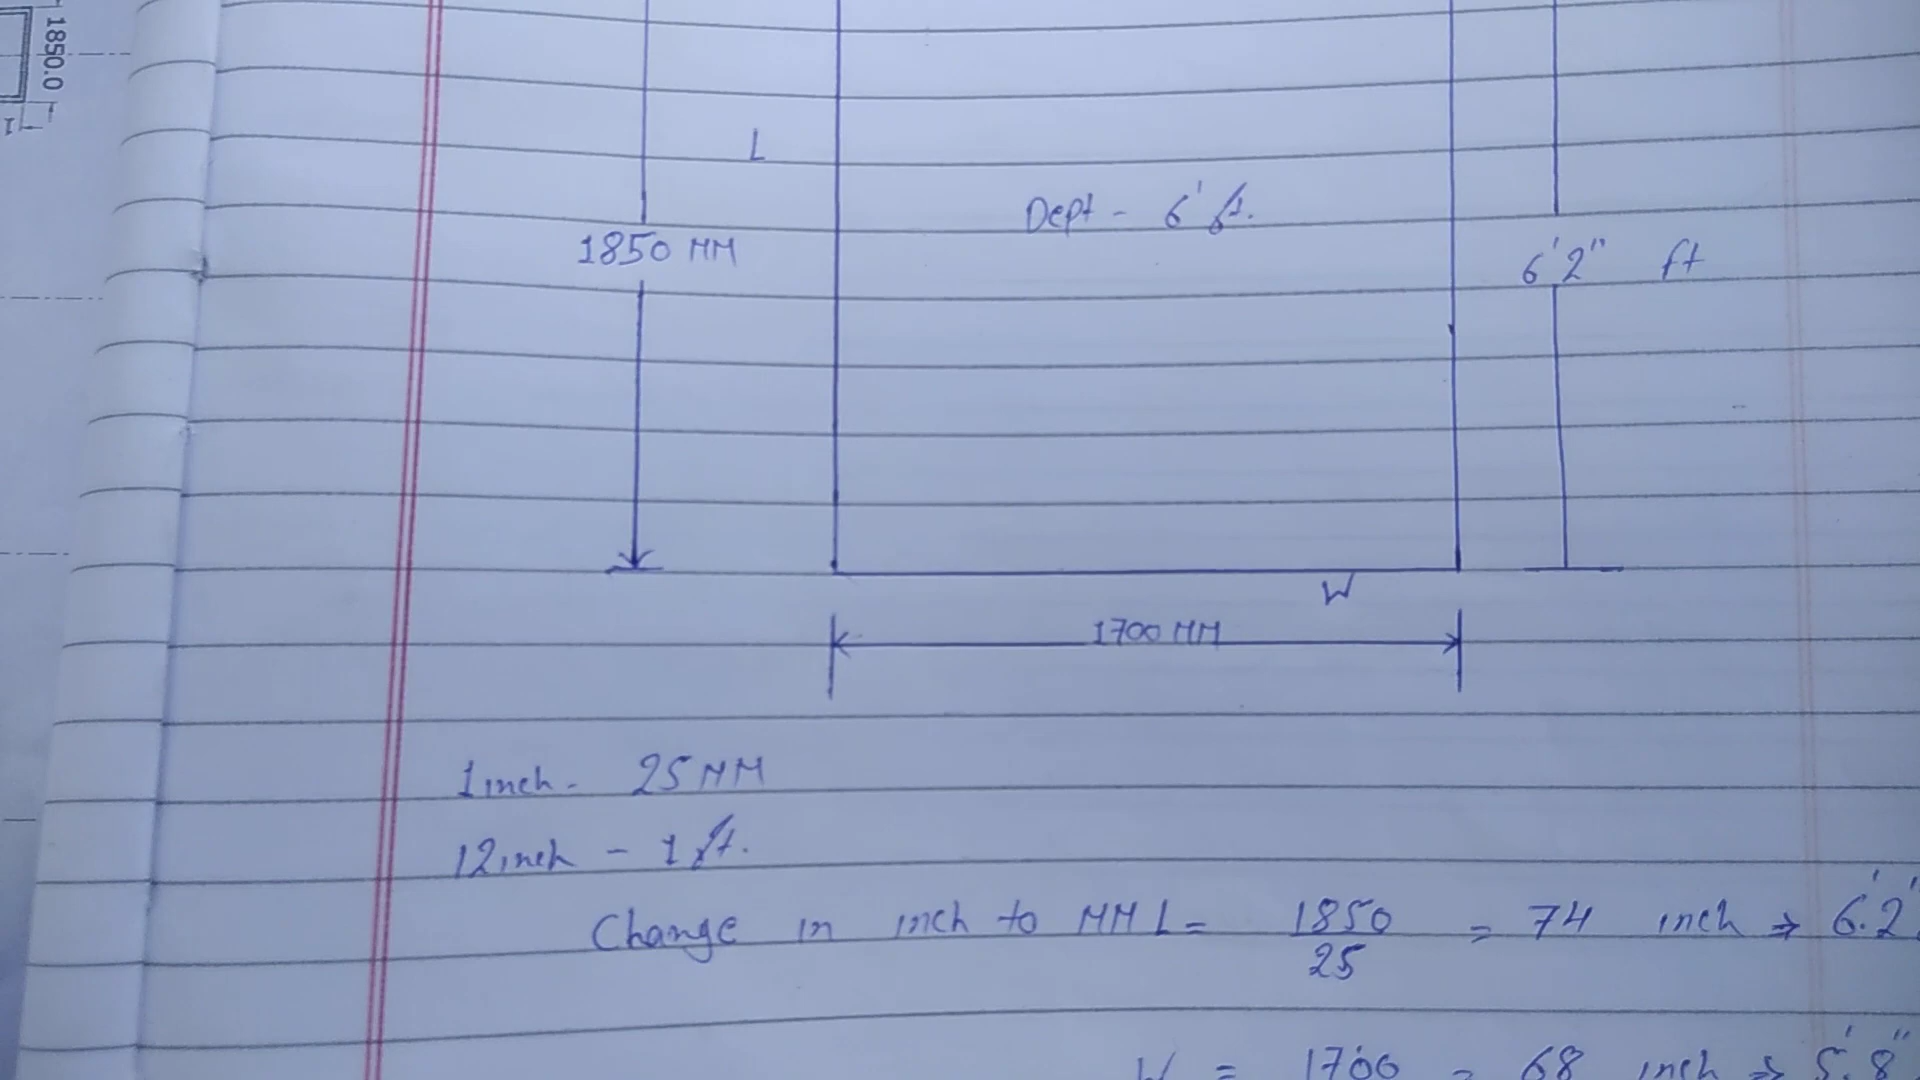 1850.0
L
Dept - 6' ft.
1850 MM
6'2" ft
W
1700 MM
1 inch - 25 MM
12 inch - 1 ft.
Change in inch to MM L = 1850 / 25 = 74 inch ⇒ 6.'2"
W = 1700 = 68 inch ⇒ 5.'8"